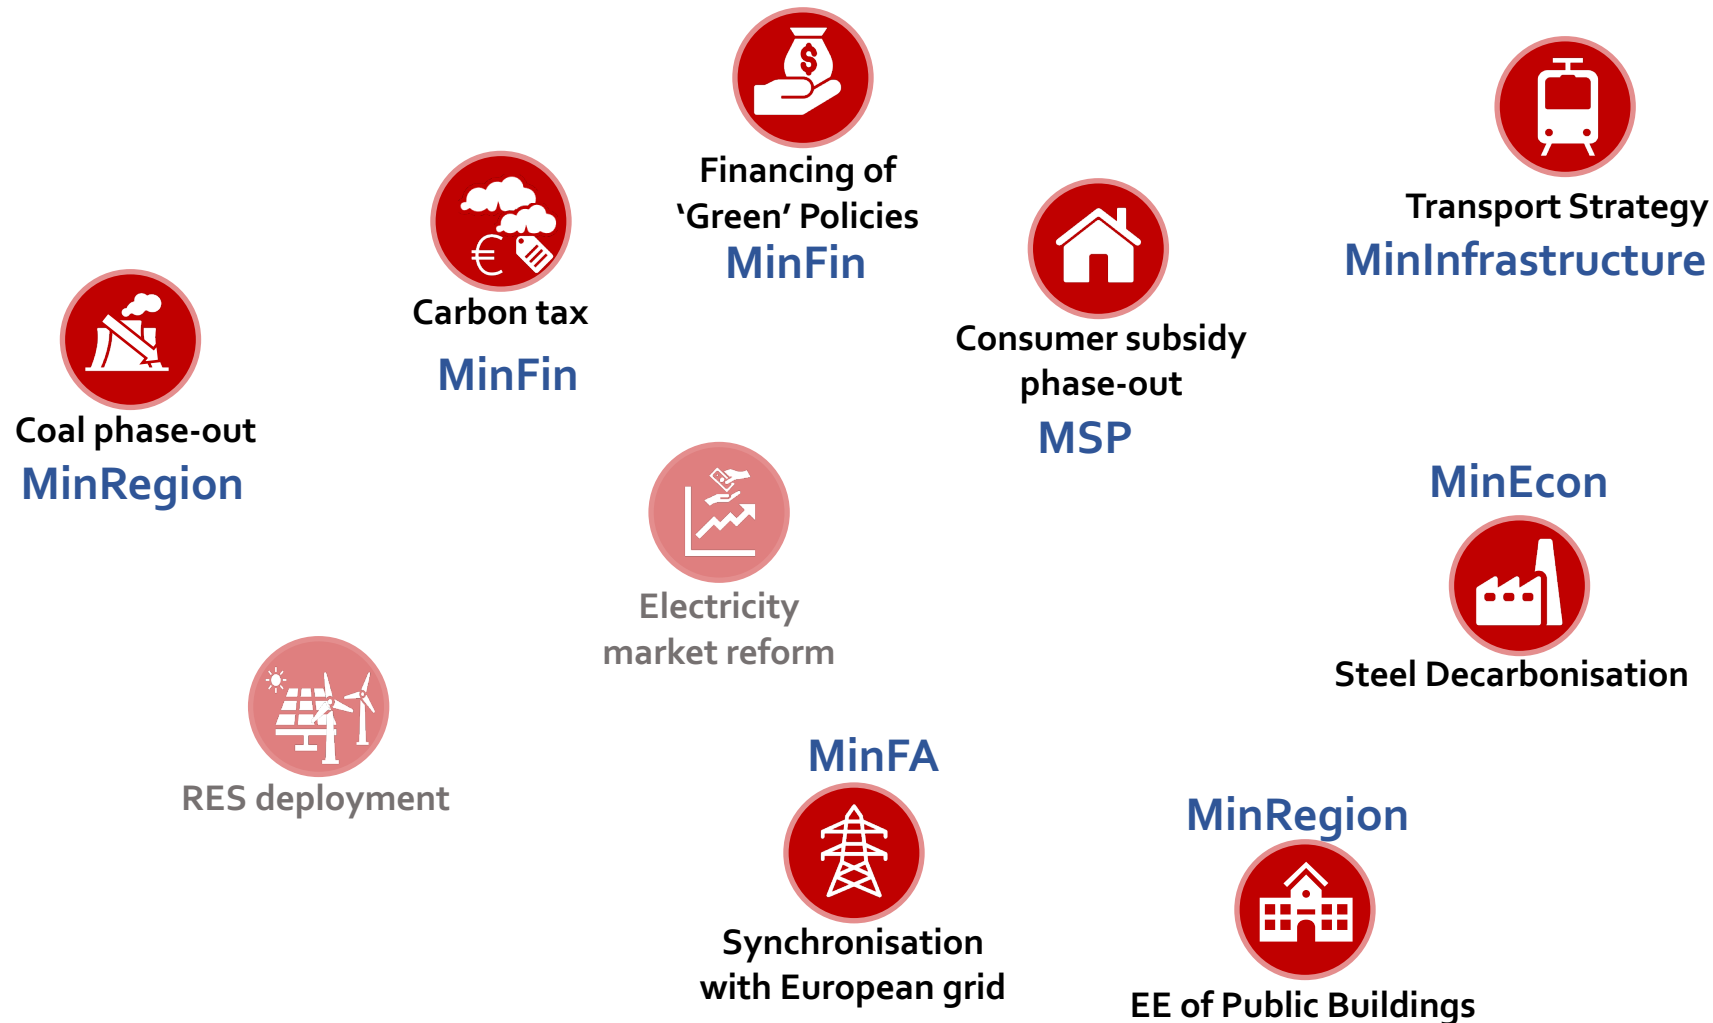 $
Financing of
‘Green’ Policies
MinFin
Transport Strategy
MinInfrastructure
€
Carbon tax
MinFin
Consumer subsidy
phase-out
MSP
Coal phase-out
MinRegion
Electricity
market reform
MinEcon
Steel Decarbonisation
RES deployment
MinFA
Synchronisation
with European grid
MinRegion
EE of Public Buildings